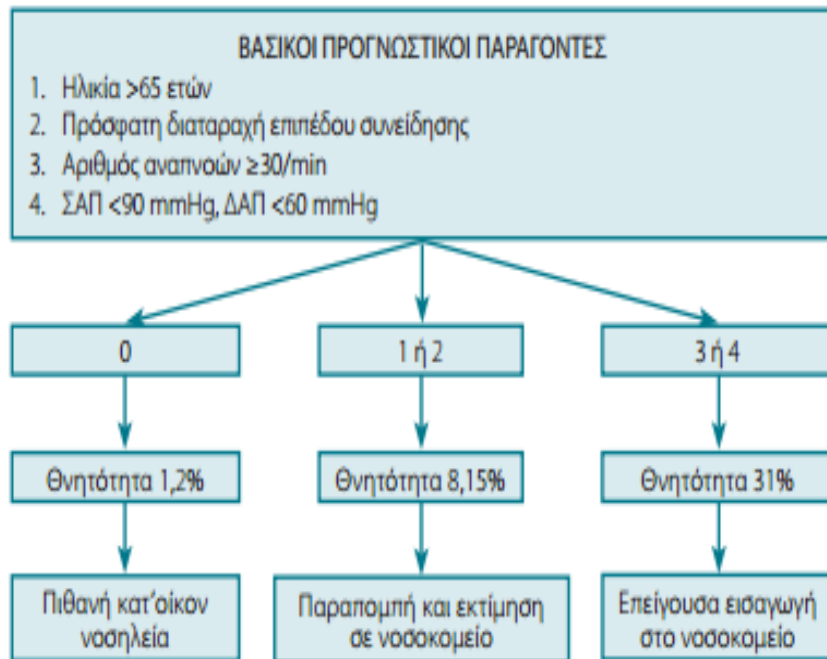 ΒΑΣΙΚΟΙ ΠΡΟΓΝΩΣΤΙΚΟΙ ΠΑΡΑΓΟΝΤΕΣ
1. Ηλικία >65 ετών
2. Πρόσφατη διαταραχή επιπέδου συνείδησης
3. Αριθμός αναπνοών ≥30/min
4. ΣΑΠ <90 mmHg, ΔΑΠ <60 mmHg
0
1 ή 2
3 ή 4
Θνητότητα 1,2%
Θνητότητα 8,15%
Θνητότητα 31%
Πιθανή κατ’οίκον
νοσηλεία
Παραπομπή και εκτίμηση
σε νοσοκομείο
Επείγουσα εισαγωγή
στο νοσοκομείο